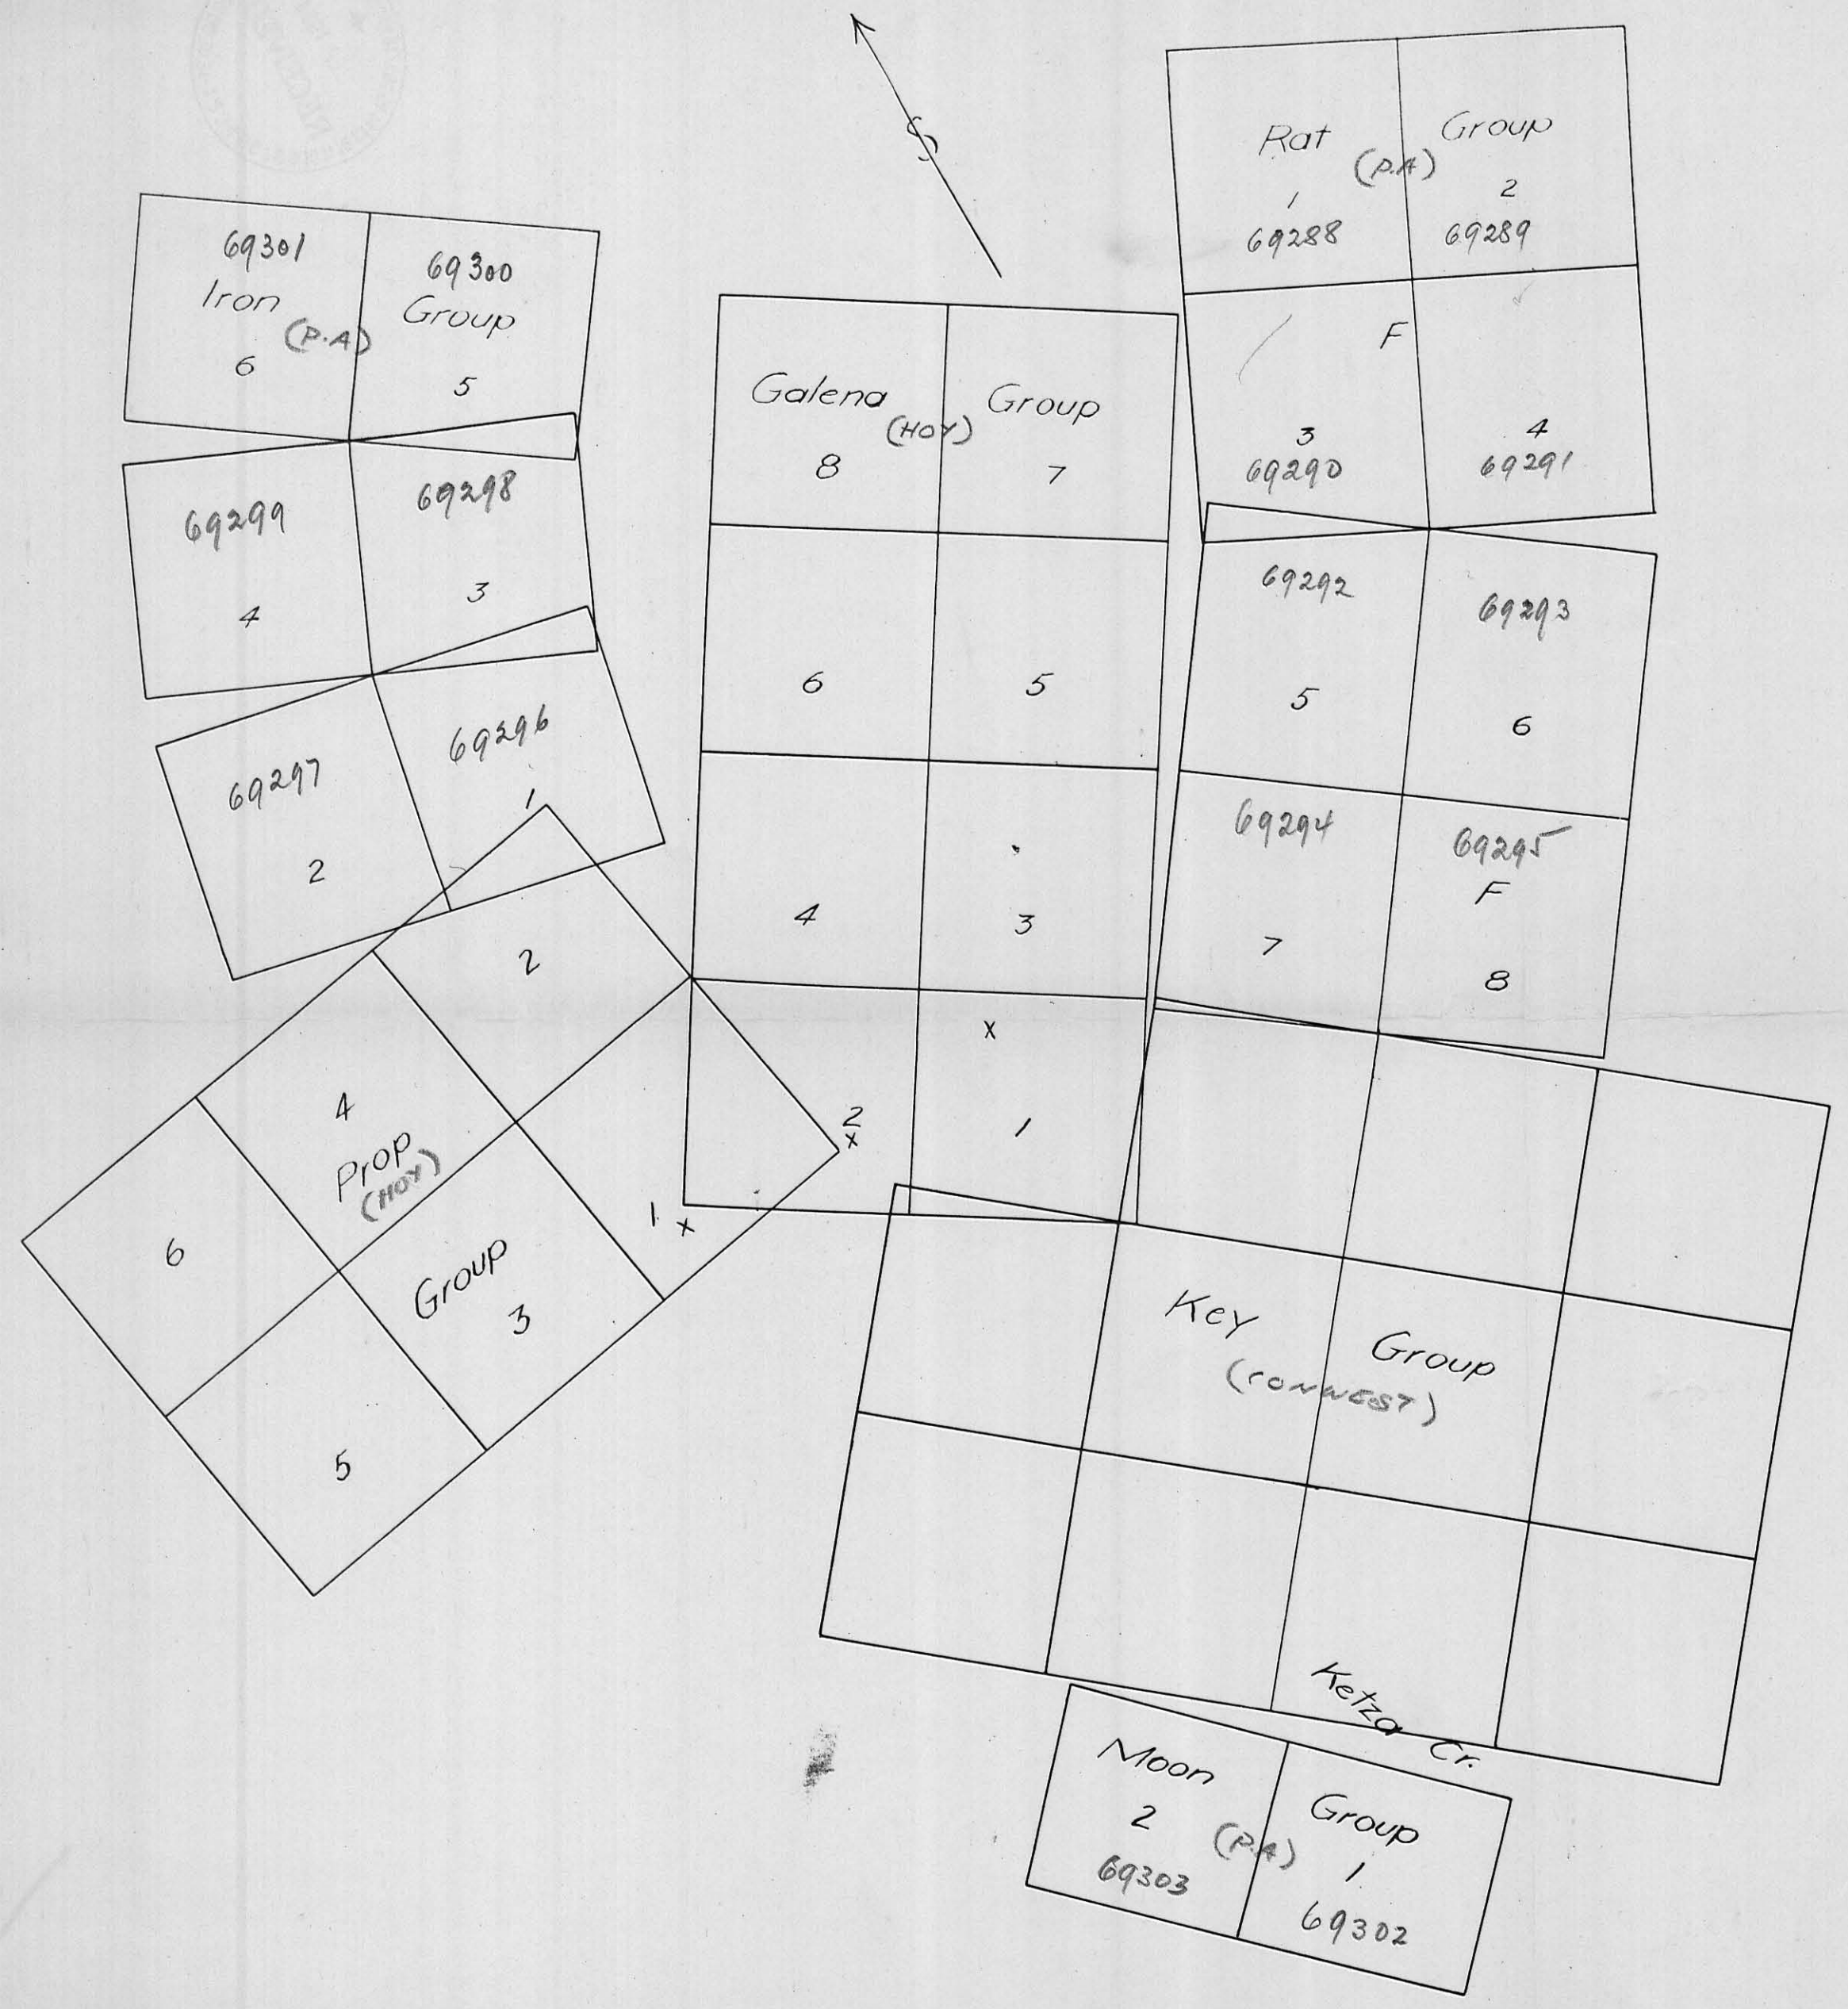 S
Rat Group
(P.A)
1 2
69288 69289
F
3 4
69290 69291
69292 69293
5 6
69294 69295
F
7 8
69301 69300
Iron Group
(P.A)
6 5
69299 69298
4 3
69297 69296
2 1
Galena Group
(HOY)
8 7
6 5
4 3
x
1
2
x
2
4
Prop
(HOY)
Group
1
x
6
3
5
Key Group
(CONWEST)
Ketza Cr.
Moon Group
2 (P.A) 1
69303 69302